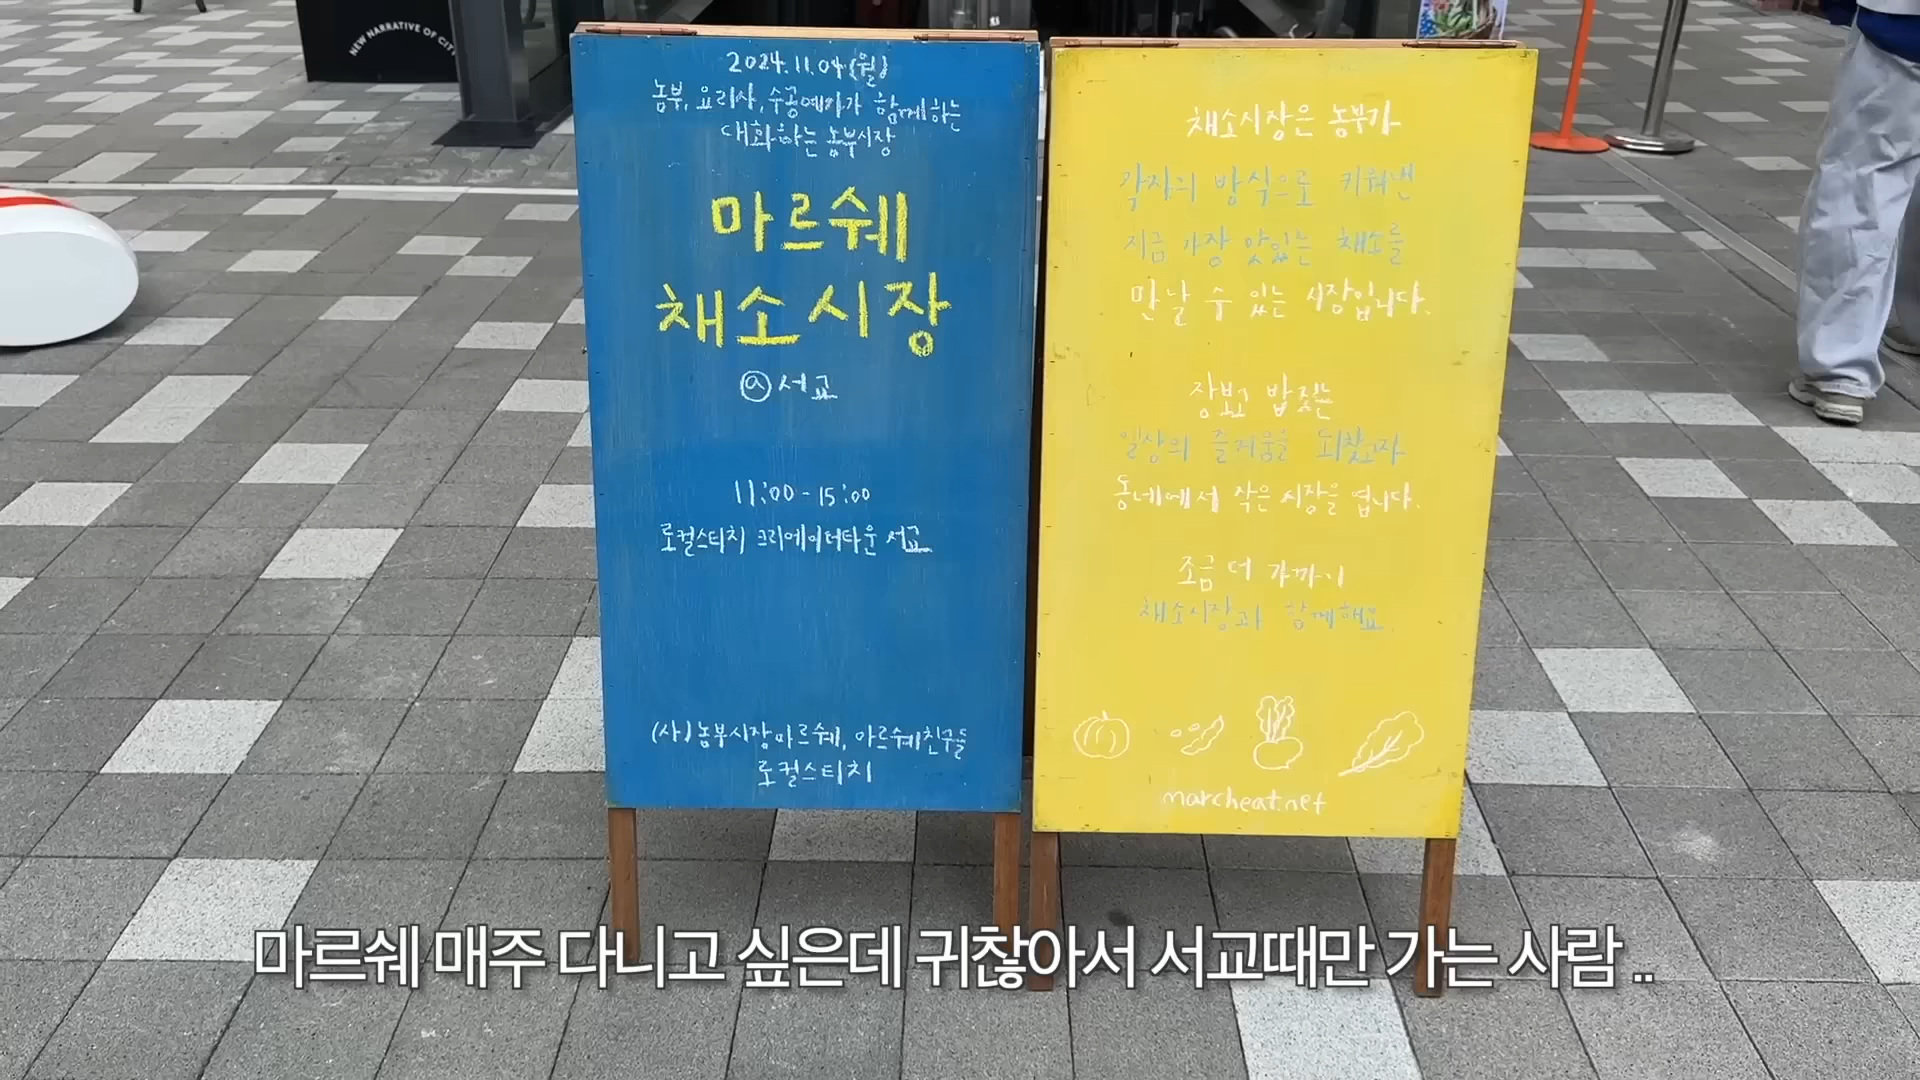 NEW NARRATIVE OF CITY
2024.11.04(월)
농부, 요리사, 수공예가가 함께하는
대화하는 농부시장
마르쉐
채소시장
@서교
11:00-15:00
로컬스티치 크리에이터타운 서교
(사)농부시장마르쉐, 마르쉐친구들
로컬스티치
채소시장은 농부가
각자의 방식으로 키워낸
지금 가장 맛있는 채소를
만날 수 있는 시장입니다.
장보고 밥짓는
일상의 즐거움을 되찾고자
동네에서 작은 시장을 엽니다.
조금 더 가까이
채소시장과 함께해요.
marcheat.net
마르쉐 매주 다니고 싶은데 귀찮아서 서교때만 가는 사람..